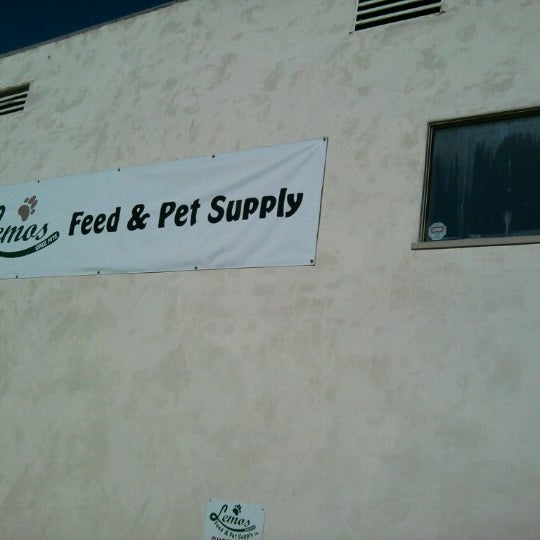 Lemos Feed & Pet Supply
Lemos
Feed & Pet Supply